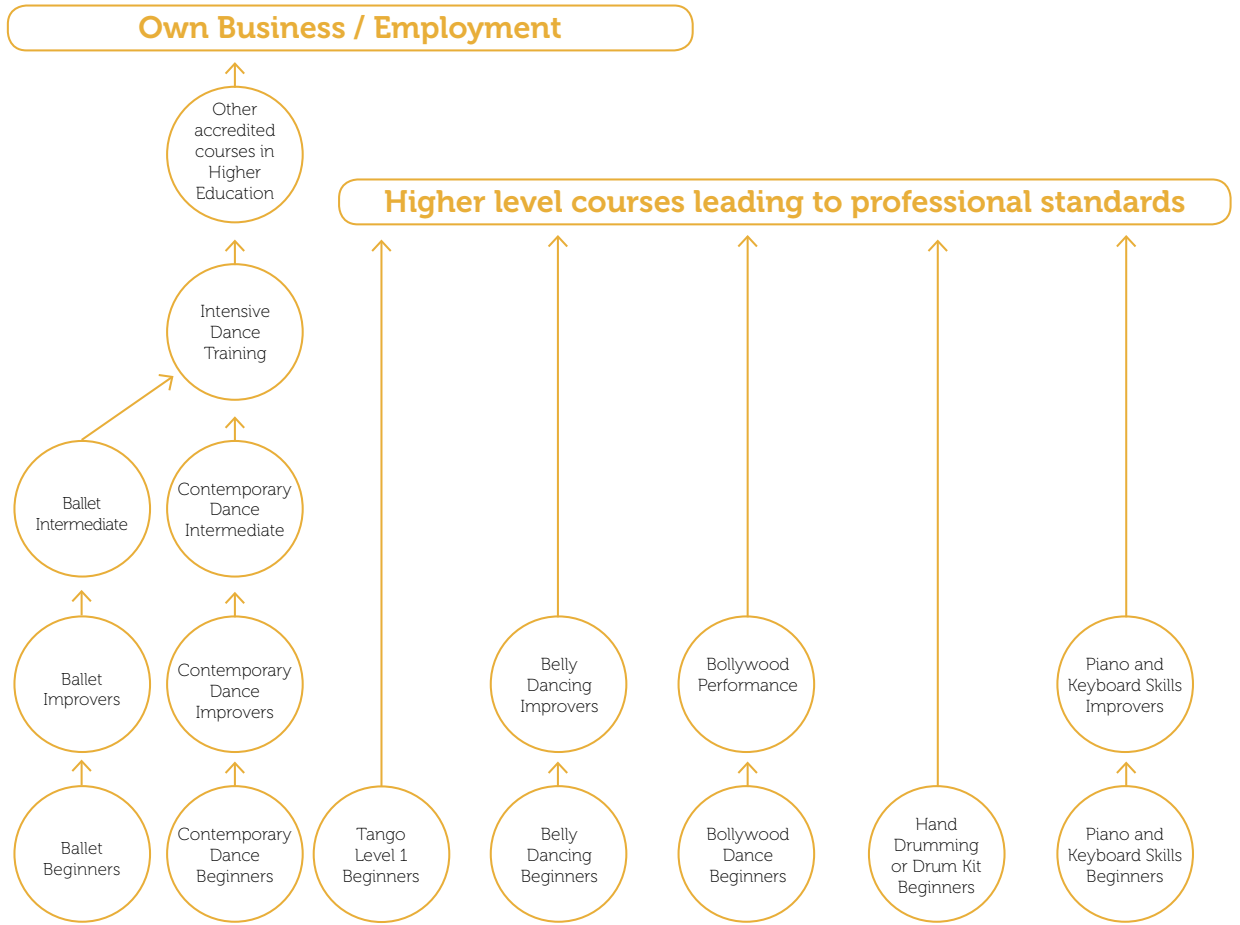 Own Business / Employment
Other
accredited
courses in
Higher
Education
Higher level courses leading to professional standards
Intensive
Dance
Training
Ballet
Intermediate
Contemporary
Dance
Intermediate
Ballet
Improvers
Contemporary
Dance
Improvers
Belly
Dancing
Improvers
Bollywood
Performance
Piano and
Keyboard Skills
Improvers
Ballet
Beginners
Contemporary
Dance
Beginners
Tango
Level 1
Beginners
Belly
Dancing
Beginners
Bollywood
Dance
Beginners
Hand
Drumming
or Drum Kit
Beginners
Piano and
Keyboard Skills
Beginners